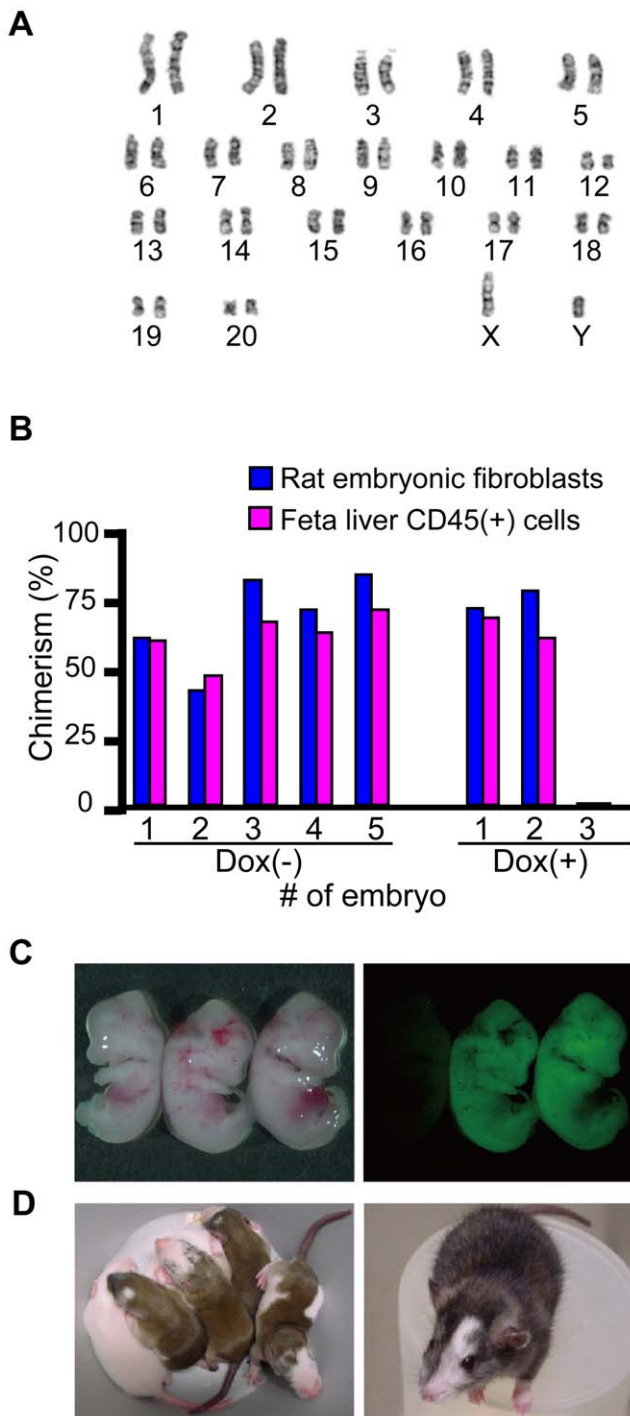 A
1 2 3 4 5
6 7 8 9 10 11 12
13 14 15 16 17 18
19 20 X Y
B
Rat embryonic fibroblasts
Feta liver CD45(+) cells
Chimerism (%)
100
75
50
25
0
1 2 3 4 5 1 2 3
Dox(-) Dox(+)
# of embryo
C
D